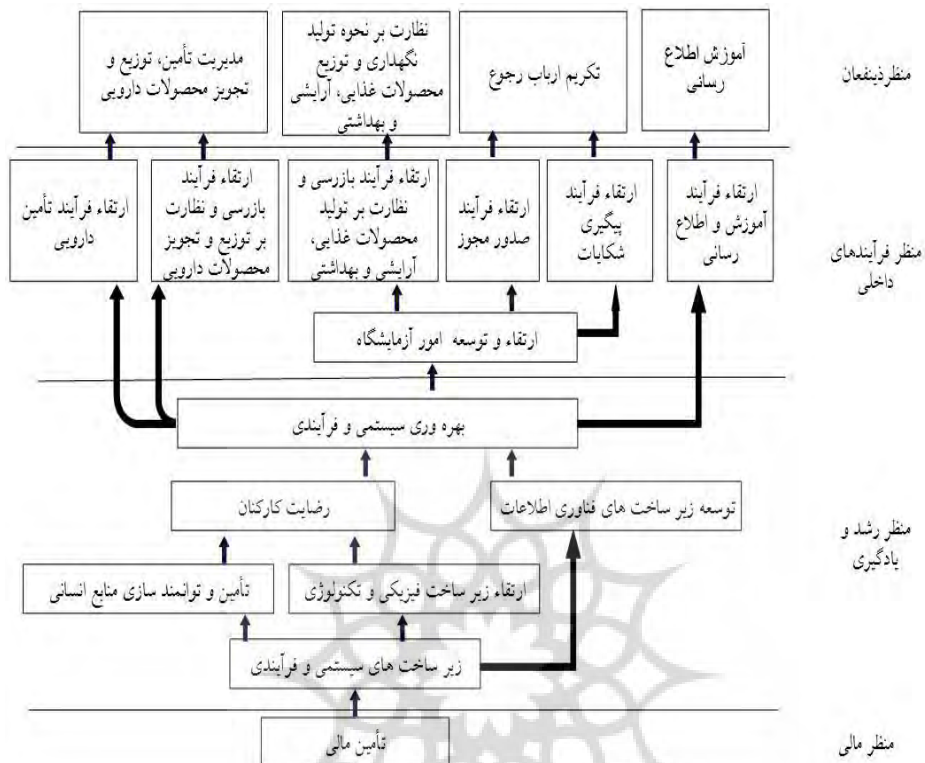 منظرذینفعان
آموزش اطلاع
رسانی
تکریم ارباب رجوع
نظارت بر نحوه تولید
نگهداری و توزیع
محصولات غذایی، آرایشی
و بهداشتی
مدیریت تأمین، توزیع و
تجویز محصولات دارویی
منظر فرآیندهای
داخلی
ارتقاء فرآیند
آموزش و اطلاع
رسانی
ارتقاء فرآیند
پیگیری
شکایات
ارتقاء فرآیند
صدور مجوز
ارتقاء فرآیند بازرسی و
نظارت بر تولید
محصولات غذایی،
آرایشی و بهداشتی
ارتقاء فرآیند
بازرسی و نظارت
بر توزیع و تجویز
محصولات دارویی
ارتقاء فرآیند تأمین
دارویی
ارتقاء و توسعه امور آزمایشگاه
بهره وری سیستمی و فرآیندی
منظر رشد و
یادگیری
توسعه زیر ساخت های فناوری اطلاعات
رضایت کارکنان
ارتقاء زیر ساخت فیزیکی و تکنولوژی
تأمین و توانمند سازی منابع انسانی
زیر ساخت های سیستمی و فرآیندی
منظر مالی
تأمین مالی